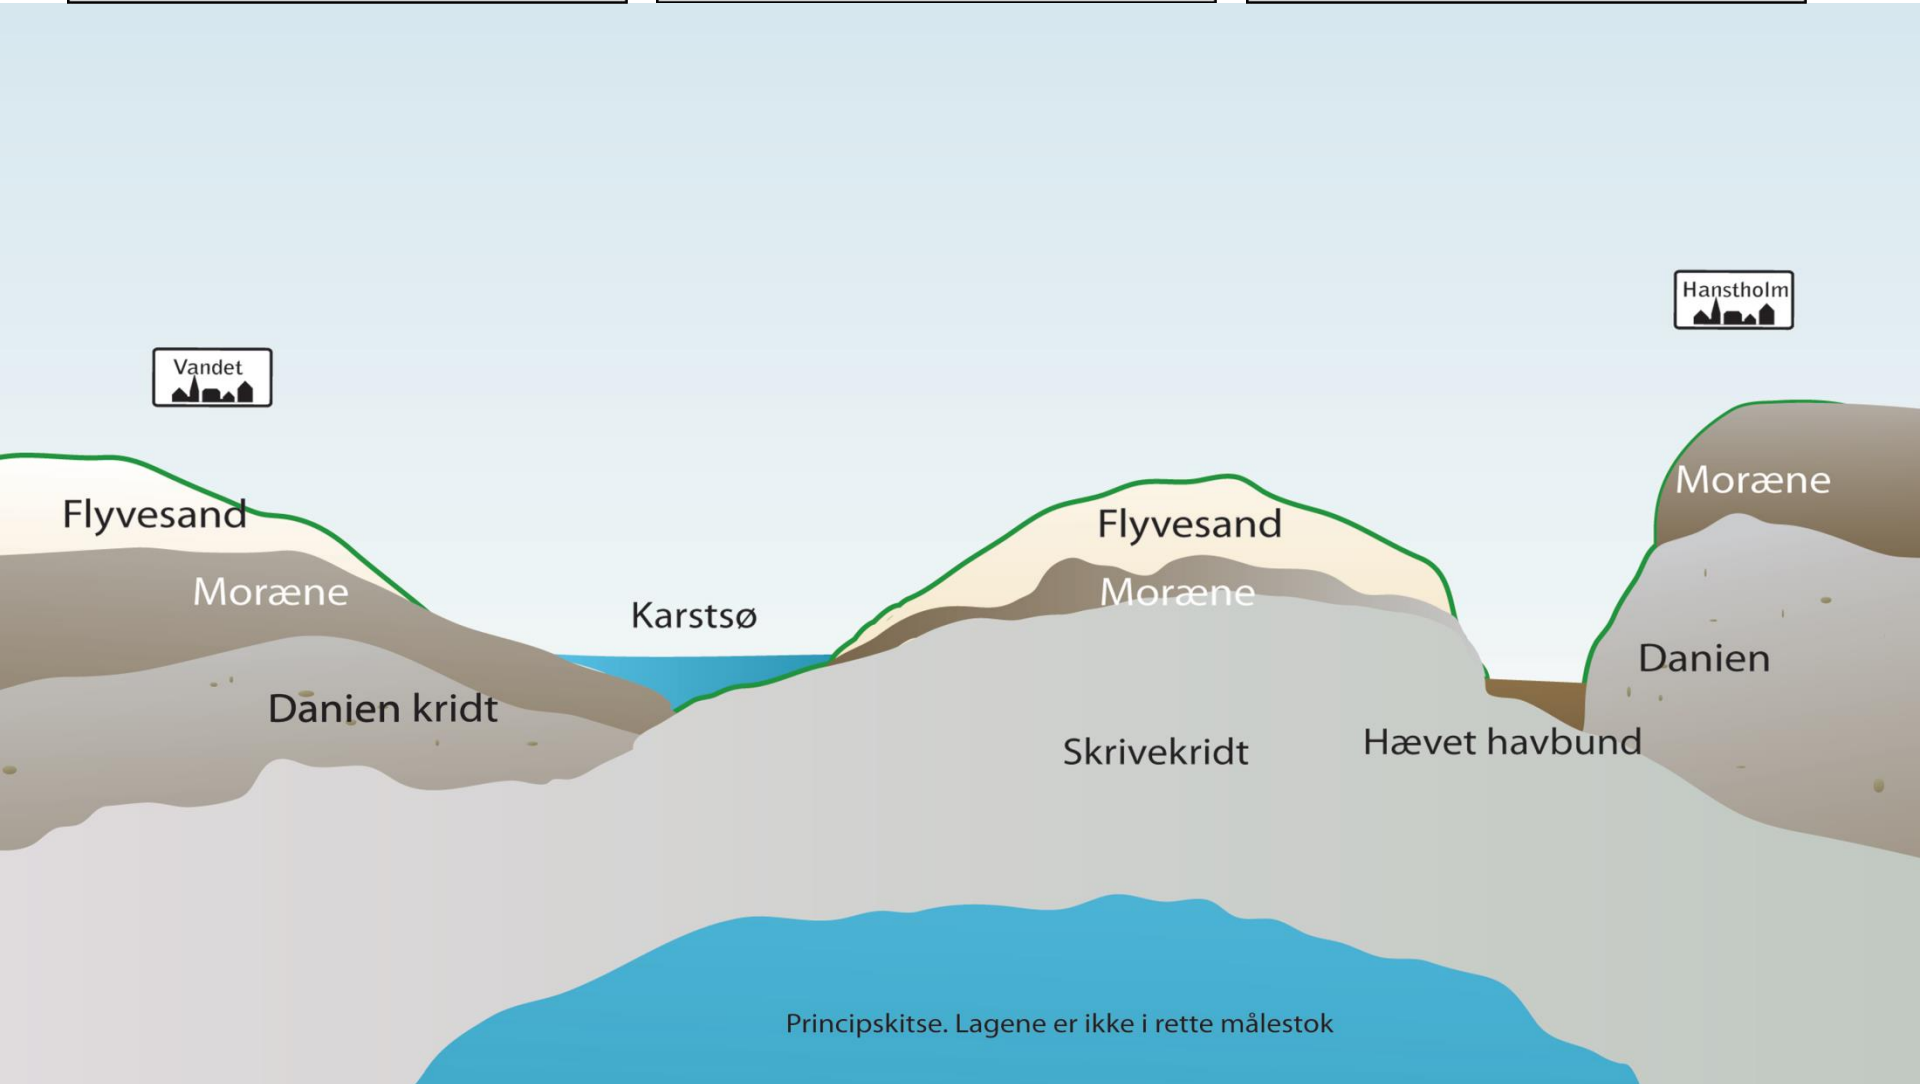 Hanstholm
Vandet
Flyvesand
Moræne
Danien kridt
Karstsø
Flyvesand
Moræne
Skrivekridt
Hævet havbund
Moræne
Danien
Principskitse. Lagene er ikke i rette målestok